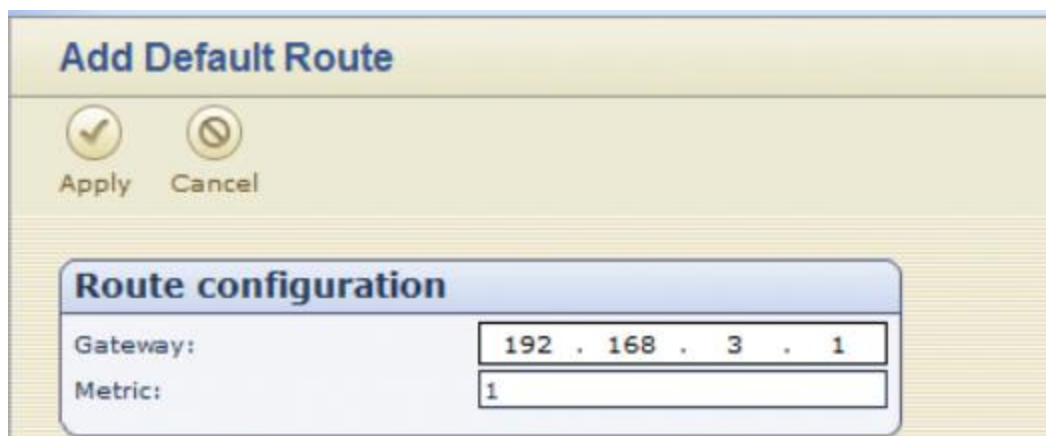 Add Default Route
Apply Cancel
Route configuration
Gateway: 192 . 168 . 3 . 1
Metric: 1